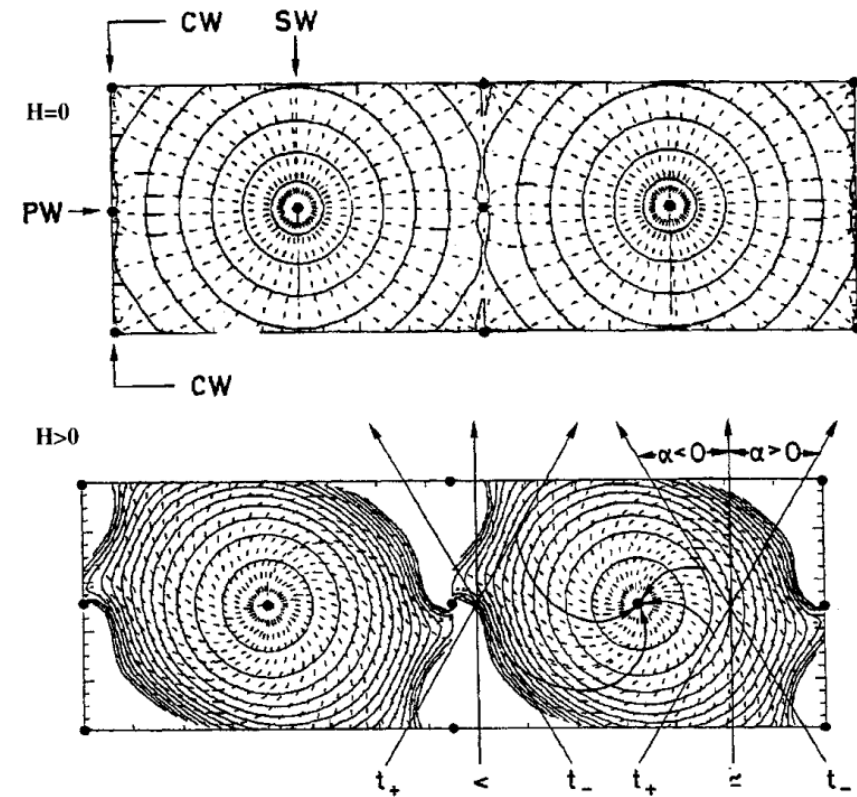 CW SW
H=0
PW
CW
H>0
α<0 α>0
t₊ < t₋ t₊ ≃ t₋